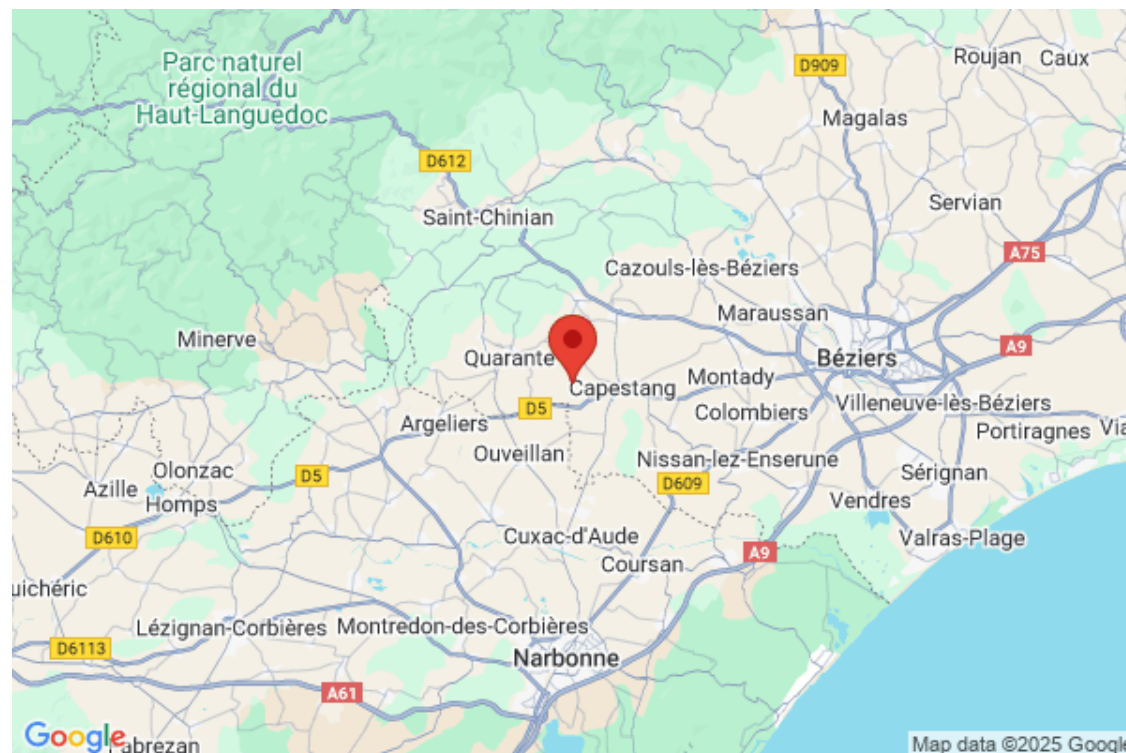 Parc naturel
régional du
Haut-Languedoc
D909
Roujan
Caux
Magalas
D612
Saint-Chinian
Servian
A75
Cazouls-lès-Béziers
Maraussan
Minerve
Quarante
Béziers
A9
Capestang
Montady
D5
Argeliers
Colombiers
Villeneuve-lès-Béziers
Portiragnes
Via
Ouveillan
Nissan-lez-Enserune
Olonzac
D5
Sérignan
Azille
Homps
D609
Vendres
D610
Cuxac-d'Aude
A9
Valras-Plage
Coursan
uichéric
Lézignan-Corbières
Montredon-des-Corbières
D6113
Narbonne
A61
Google
abrezan
Map data ©2025 Google